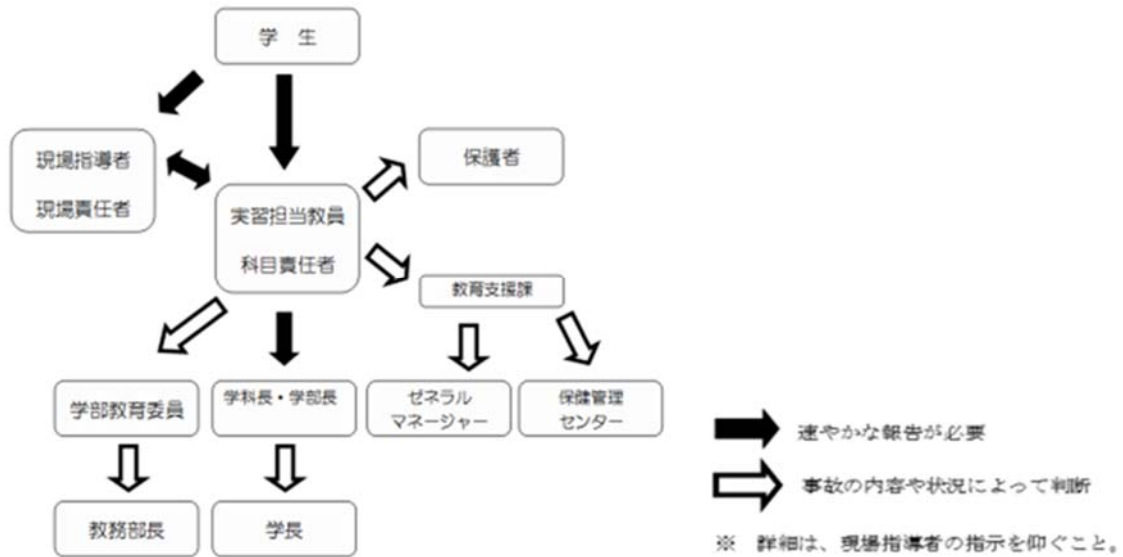 学 生
現場指導者
現場責任者
保護者
実習担当教員
科目責任者
教育支援課
学部教育委員
学科長・学部長
ゼネラル
マネージャー
保健管理
センター
教務部長
学長
速やかな報告が必要
事故の内容や状況によって判断
※ 詳細は、現場指導者の指示を仰ぐこと。